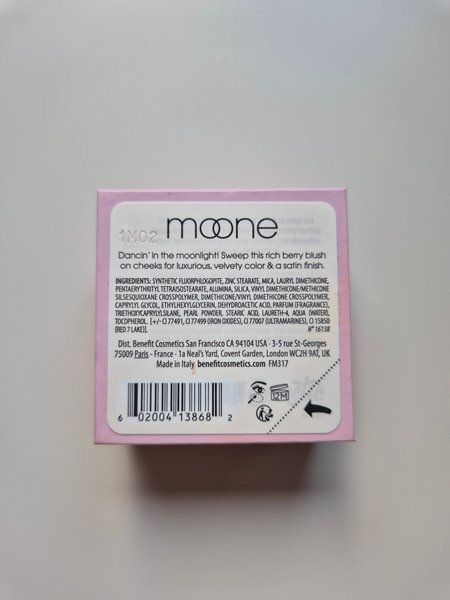 1M02
moone
Dancin' in the moonlight! Sweep this rich berry blush
on cheeks for luxurious, velvety color & a satin finish.
INGREDIENTS: SYNTHETIC FLUORPHLOGOPITE, ZINC STEARATE, MICA, LAURYL DIMETHICONE,
PENTAERYTHRITYL TETRAISOSTEARATE, ALUMINA, SILICA, VINYL DIMETHICONE/METHICONE
SILSESQUIOXANE CROSSPOLYMER, DIMETHICONE/VINYL DIMETHICONE CROSSPOLYMER,
CAPRYLYL GLYCOL, ETHYLHEXYLGLYCERIN, DEHYDROACETIC ACID, PARFUM (FRAGRANCE),
TRIETHOXYCAPRYLYLSILANE, PEARL POWDER, STEARIC ACID, LAURETH-4, AQUA (WATER),
TOCOPHEROL. [+/- CI 77491, CI 77499 (IRON OXIDES), CI 77007 (ULTRAMARINES), CI 15850
(RED 7 LAKE)]. N° 16138
Dist. Benefit Cosmetics San Francisco CA 94104 USA · 3-5 rue St-Georges
75009 Paris - France · 1a Neal's Yard, Covent Garden, London WC2H 9AT, UK
Made in Italy benefitcosmetics.com FM317
12M
6 02004 13868 2